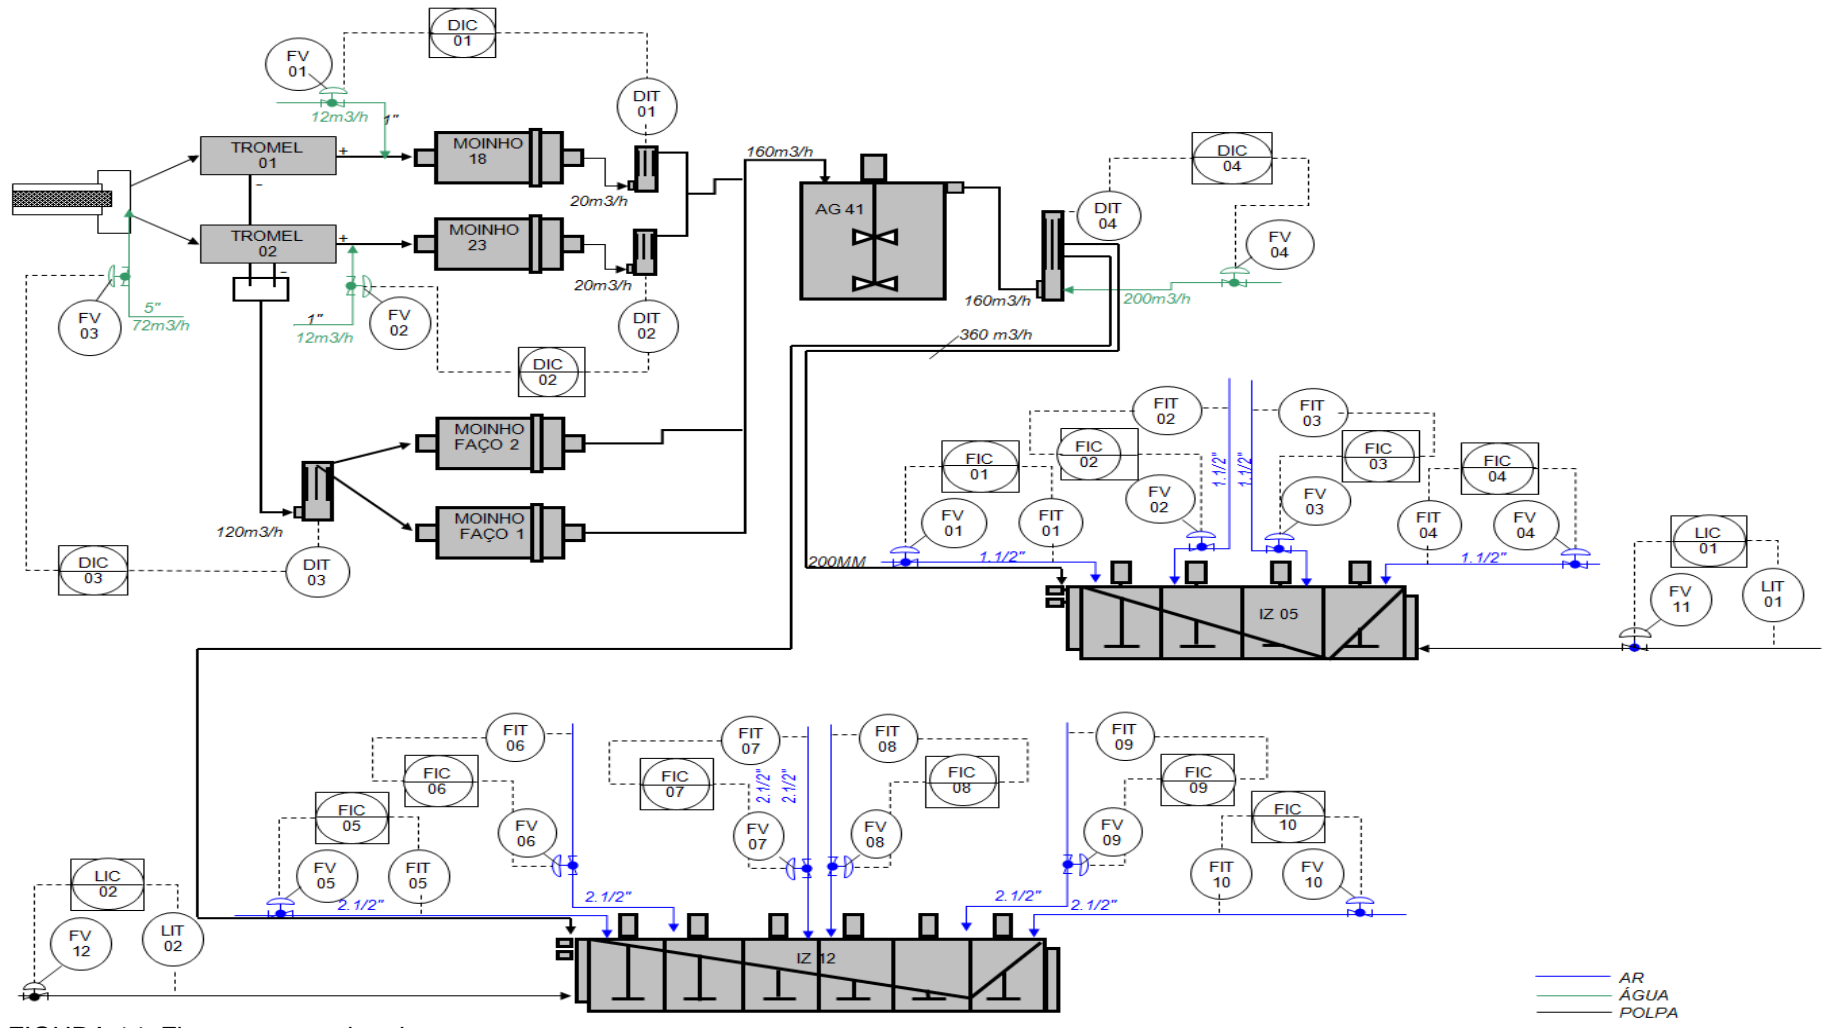 DIC
01
FV
01
12m3/h
1"
DIT
01
TROMEL
01
+
−
MOINHO
18
20m3/h
160m3/h
TROMEL
02
+
−
MOINHO
23
20m3/h
AG 41
DIC
04
DIT
04
FV
04
160m3/h
200m3/h
FV
03
5"
72m3/h
1"
12m3/h
FV
02
DIT
02
DIC
02
360 m3/h
MOINHO
FAÇO 2
MOINHO
FAÇO 1
120m3/h
DIC
03
DIT
03
FIT
02
FIT
03
FIC
01
FIC
02
1.1/2"
1.1/2"
FIC
03
FIC
04
FV
01
FIT
01
FV
02
FV
03
FIT
04
FV
04
LIC
01
200MM
1.1/2"
1.1/2"
FV
11
LIT
01
IZ 05
FIT
06
FIT
07
FIT
08
FIT
09
FIC
06
FIC
07
2.1/2"
2.1/2"
FIC
08
FIC
09
FIC
05
FV
06
FV
07
FV
08
FV
09
FIC
10
LIC
02
FV
05
FIT
05
FIT
10
FV
10
2.1/2"
2.1/2"
2.1/2"
2.1/2"
FV
12
LIT
02
IZ 12
AR
ÁGUA
POLPA